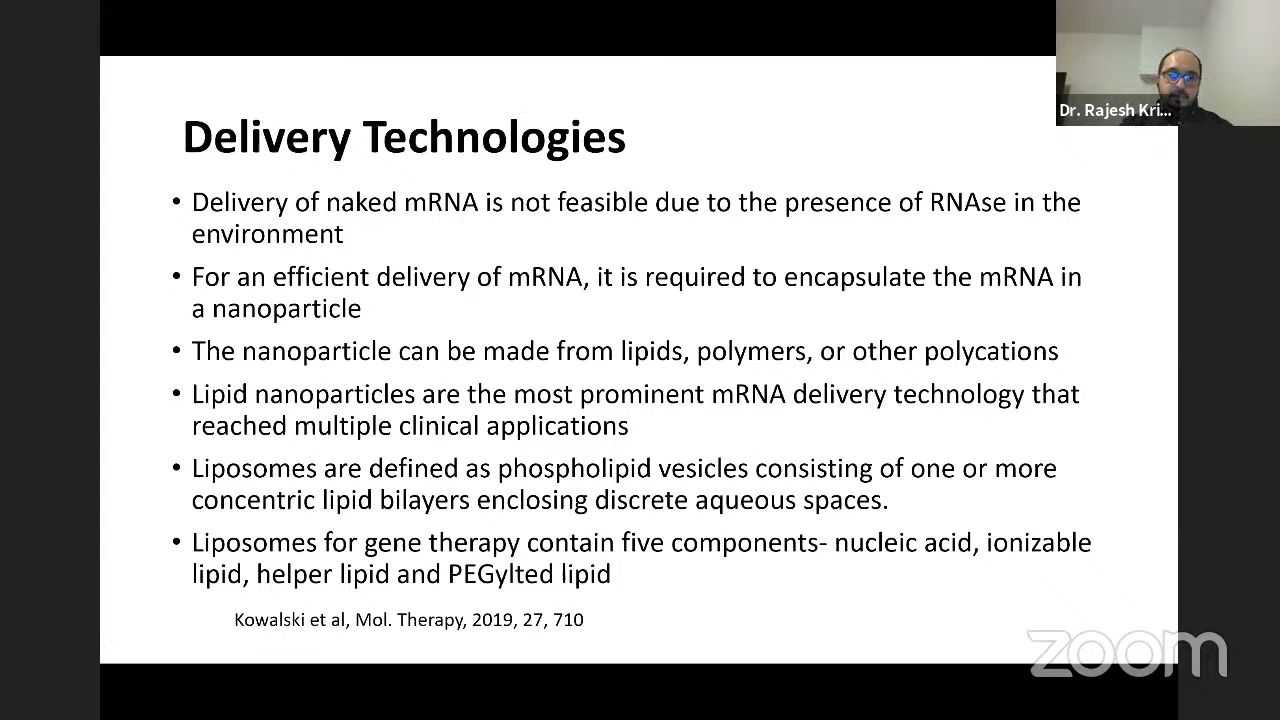 Dr. Rajesh Kri...
Delivery Technologies
• Delivery of naked mRNA is not feasible due to the presence of RNAse in the
environment
• For an efficient delivery of mRNA, it is required to encapsulate the mRNA in
a nanoparticle
• The nanoparticle can be made from lipids, polymers, or other polycations
• Lipid nanoparticles are the most prominent mRNA delivery technology that
reached multiple clinical applications
• Liposomes are defined as phospholipid vesicles consisting of one or more
concentric lipid bilayers enclosing discrete aqueous spaces.
• Liposomes for gene therapy contain five components- nucleic acid, ionizable
lipid, helper lipid and PEGylted lipid
Kowalski et al, Mol. Therapy, 2019, 27, 710
zoom